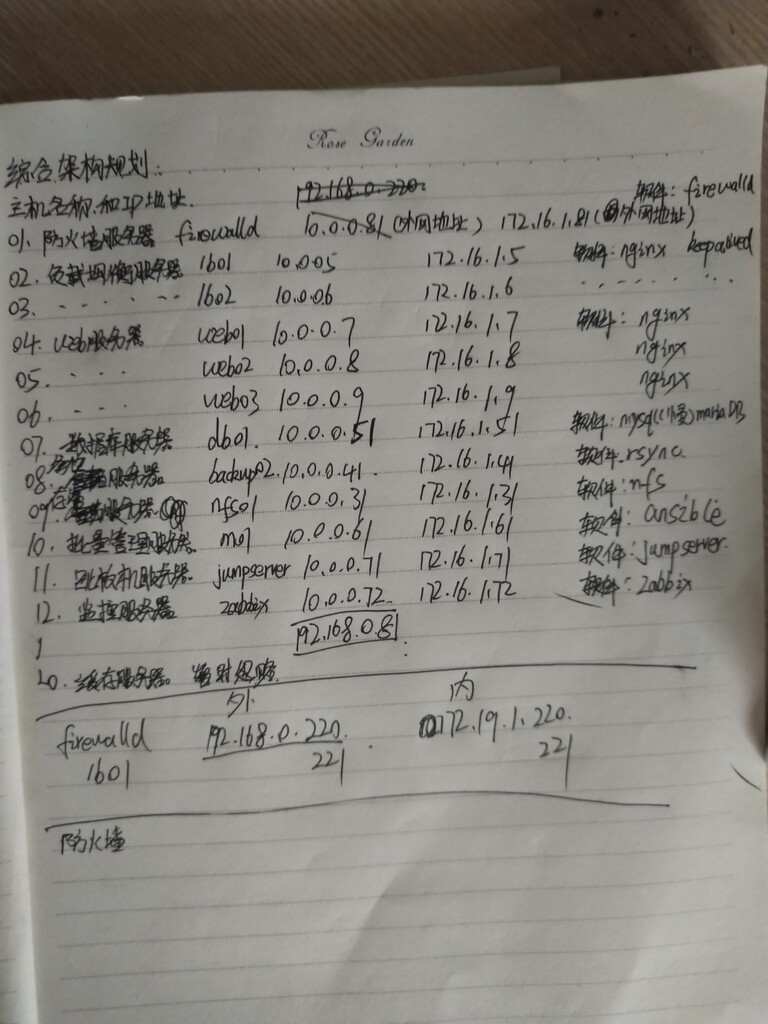 Rose Garden
综合架构规划:
主机名称和IP地址. 192.168.0.220. 软件: firewalld
01. 防火墙服务器 firewalld 10.0.0.81 (外网地址) 172.16.1.81 (外网地址)
02. 负载均衡服务器 lb01 10.0.0.5 172.16.1.5 软件: nginx keepalived
03. lb02 10.0.0.6 172.16.1.6
04. web服务器 web01 10.0.0.7 172.16.1.7 软件: nginx
05. web02 10.0.0.8 172.16.1.8 nginx
06. web03 10.0.0.9 172.16.1.9 nginx
07. 数据库服务器 db01. 10.0.0.51 172.16.1.51 软件: mysql(慢) mariaDB
08. 备份服务器 backup02. 10.0.0.41. 172.16.1.41 软件. rsync
09. 存储服务器. nfs01 10.0.0.31 172.16.1.31 软件: nfs
10. 批量管理服务器. m01 10.0.0.61 172.16.1.61 软件: ansible
11. 跳板机服务器. jumpserver 10.0.0.71 172.16.1.71 软件: jumpserver.
12. 监控服务器 zabbix 10.0.0.72 172.16.1.72 软件: zabbix
192.168.0.81
20. 缓存服务器. 暂时忽略
外 内
firewalld 192.168.0.220. 172.19.1.220.
lb01 221 221
防火墙